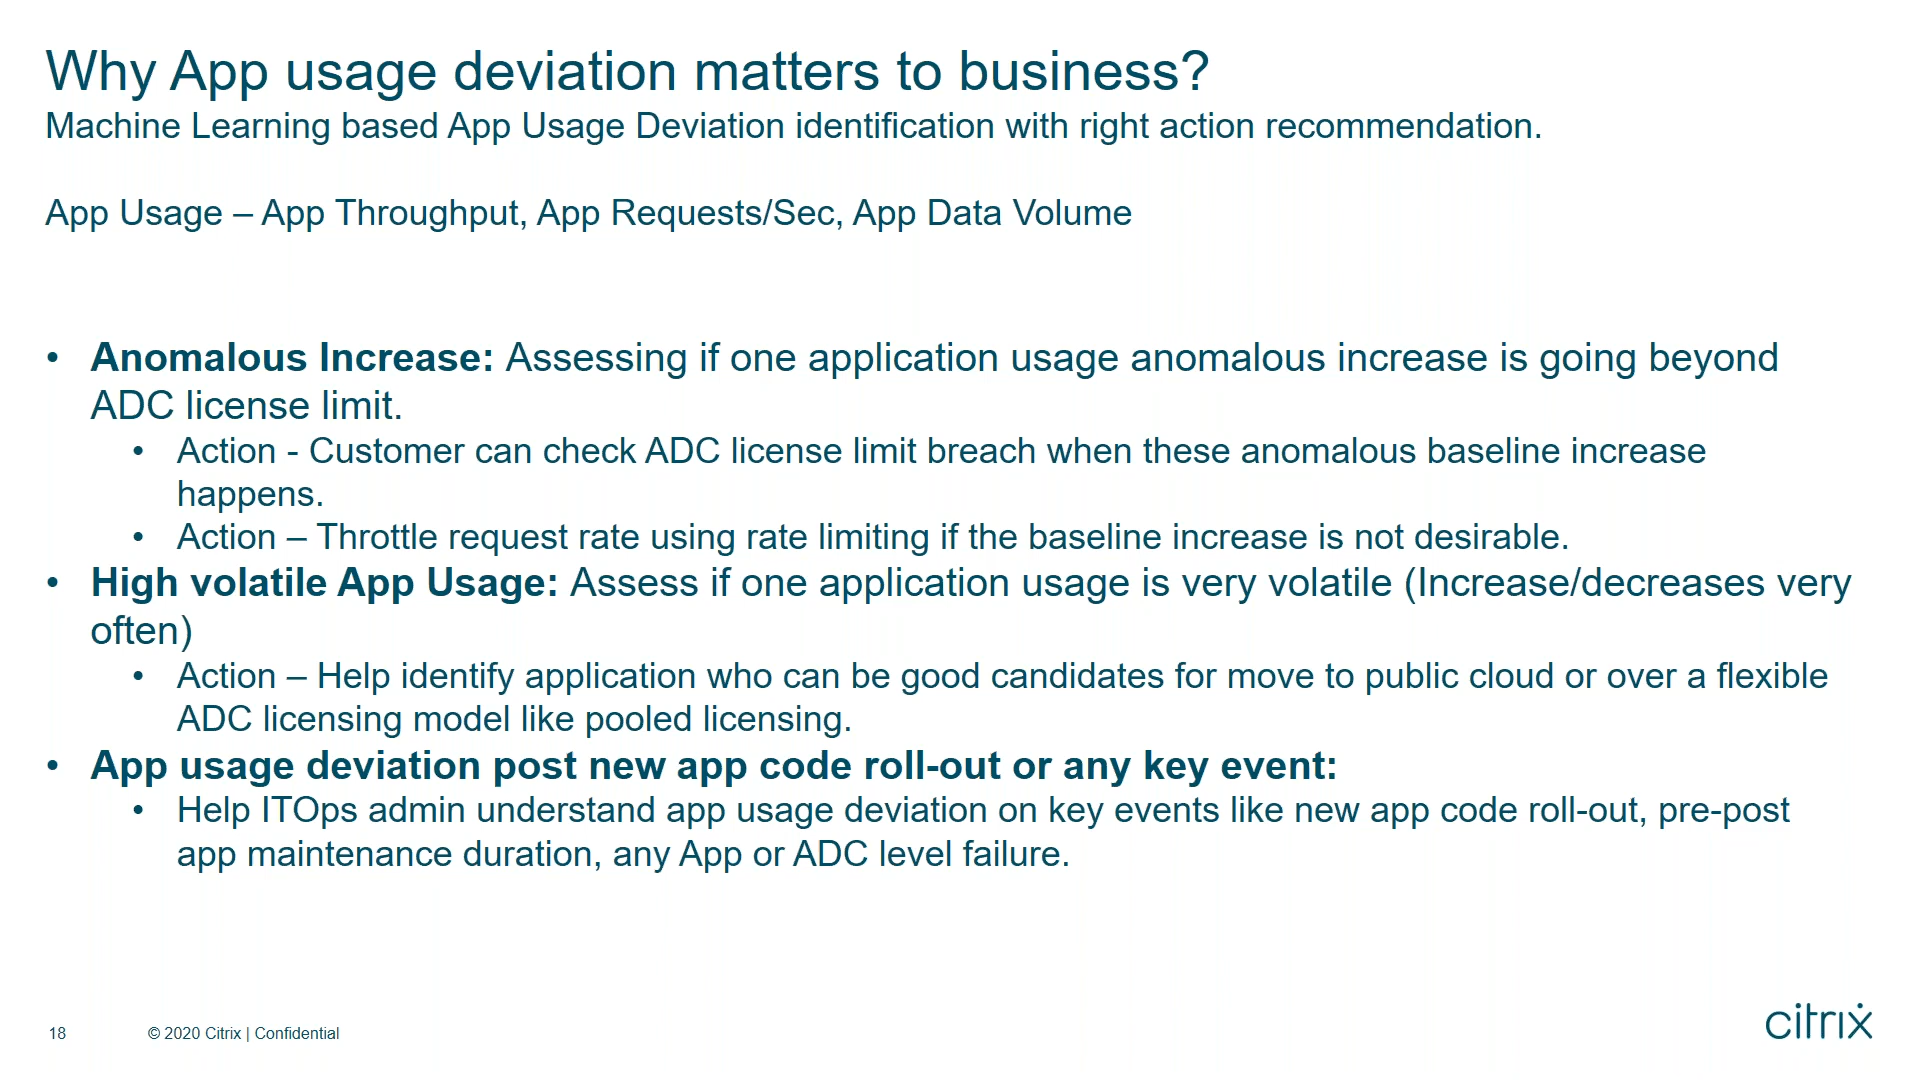 Why App usage deviation matters to business?
Machine Learning based App Usage Deviation identification with right action recommendation.
App Usage – App Throughput, App Requests/Sec, App Data Volume
• Anomalous Increase: Assessing if one application usage anomalous increase is going beyond
ADC license limit.
• Action - Customer can check ADC license limit breach when these anomalous baseline increase
happens.
• Action – Throttle request rate using rate limiting if the baseline increase is not desirable.
• High volatile App Usage: Assess if one application usage is very volatile (Increase/decreases very
often)
• Action – Help identify application who can be good candidates for move to public cloud or over a flexible
ADC licensing model like pooled licensing.
• App usage deviation post new app code roll-out or any key event:
• Help ITOps admin understand app usage deviation on key events like new app code roll-out, pre-post
app maintenance duration, any App or ADC level failure.
18 © 2020 Citrix | Confidential
citrix